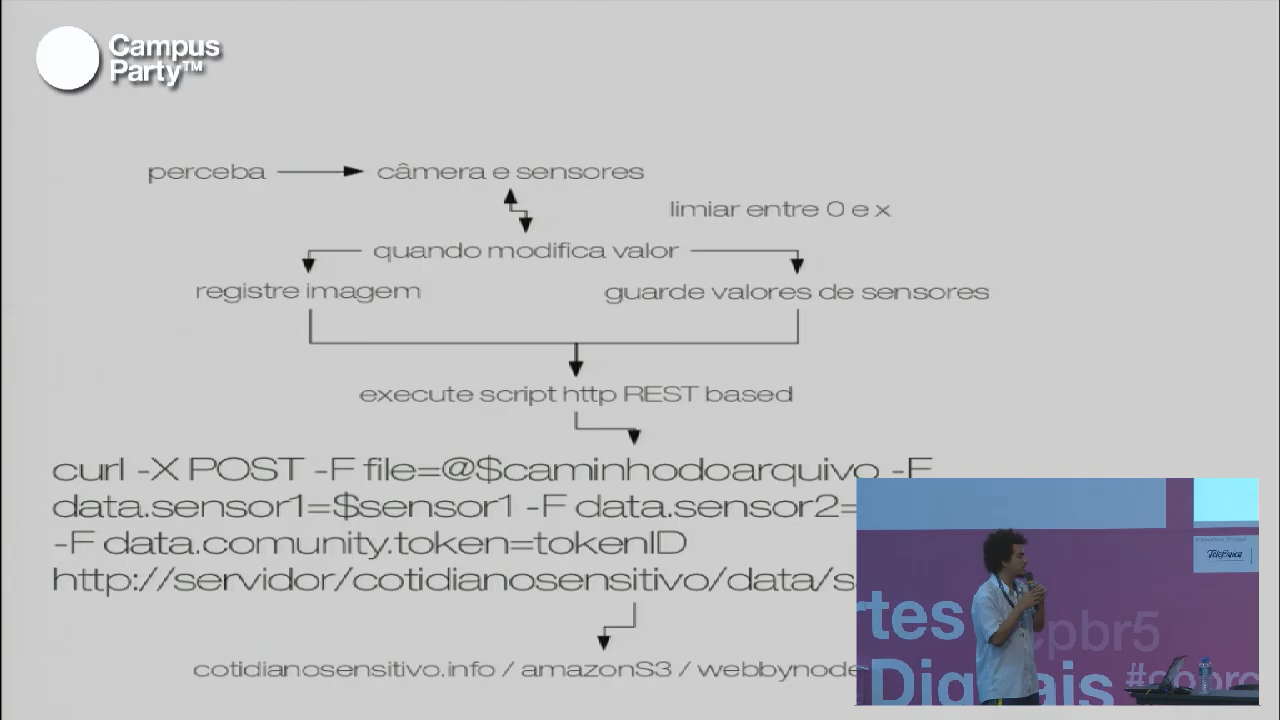 Campus
Party™
perceba
câmera e sensores
limiar entre 0 e x
quando modifica valor
registre imagem
guarde valores de sensores
execute script http REST based
curl -X POST -F file=@$caminhodoarquivo -F
data.sensor1=$sensor1 -F data.sensor2=
-F data.comunity.token=tokenID
http://servidor/cotidianosensitivo/data/s
cotidianosensitivo.info / amazonS3 / webbynode
Telefónica
rtes
cpbr5
Digitais